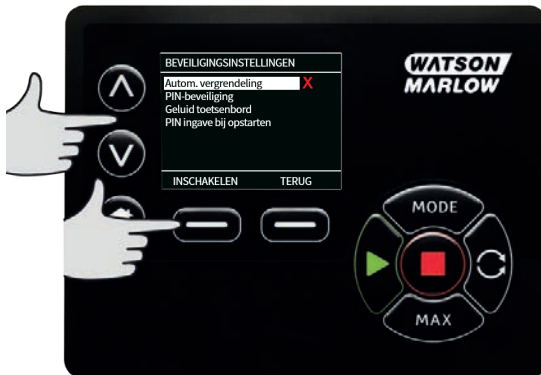 BEVEILIGINGSINSTELLINGEN
Autom. vergrendeling X
PIN-beveiliging
Geluid toetsenbord
PIN ingave bij opstarten
INSCHAKELEN TERUG
WATSON
MARLOW
MODE
MAX